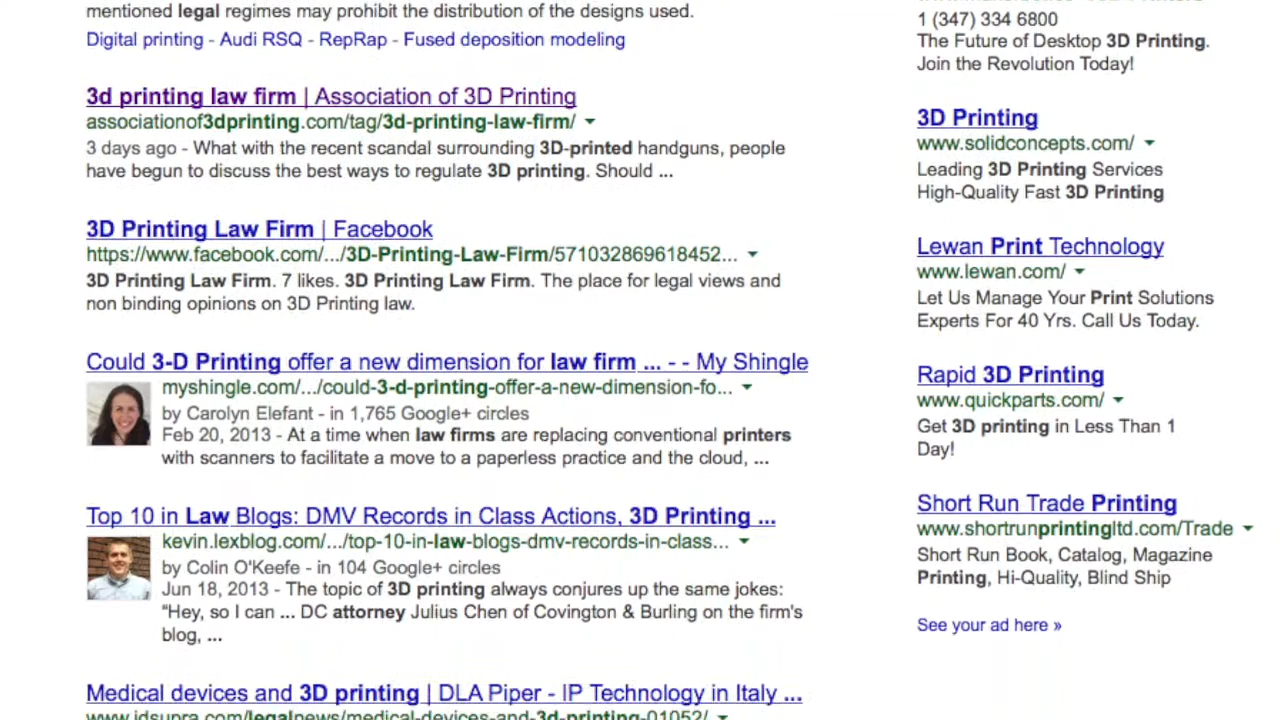 mentioned legal regimes may prohibit the distribution of the designs used.
Digital printing - Audi RSQ - RepRap - Fused deposition modeling
3d printing law firm | Association of 3D Printing
associationof3dprinting.com/tag/3d-printing-law-firm/
3 days ago - What with the recent scandal surrounding 3D-printed handguns, people
have begun to discuss the best ways to regulate 3D printing. Should ...
3D Printing Law Firm | Facebook
https://www.facebook.com/.../3D-Printing-Law-Firm/571032869618452...
3D Printing Law Firm. 7 likes. 3D Printing Law Firm. The place for legal views and
non binding opinions on 3D Printing law.
Could 3-D Printing offer a new dimension for law firm ... - - My Shingle
myshingle.com/.../could-3-d-printing-offer-a-new-dimension-fo...
by Carolyn Elefant - in 1,765 Google+ circles
Feb 20, 2013 - At a time when law firms are replacing conventional printers
with scanners to facilitate a move to a paperless practice and the cloud, ...
Top 10 in Law Blogs: DMV Records in Class Actions, 3D Printing ...
kevin.lexblog.com/.../top-10-in-law-blogs-dmv-records-in-class...
by Colin O'Keefe - in 104 Google+ circles
Jun 18, 2013 - The topic of 3D printing always conjures up the same jokes:
"Hey, so I can ... DC attorney Julius Chen of Covington & Burling on the firm's
blog, ...
Medical devices and 3D printing | DLA Piper - IP Technology in Italy ...
www.jdsupra.com/legalnews/medical-devices-and-3d-printing-01052/
1 (347) 334 6800
The Future of Desktop 3D Printing.
Join the Revolution Today!
3D Printing
www.solidconcepts.com/
Leading 3D Printing Services
High-Quality Fast 3D Printing
Lewan Print Technology
www.lewan.com/
Let Us Manage Your Print Solutions
Experts For 40 Yrs. Call Us Today.
Rapid 3D Printing
www.quickparts.com/
Get 3D printing in Less Than 1
Day!
Short Run Trade Printing
www.shortrunprintingltd.com/Trade
Short Run Book, Catalog, Magazine
Printing, Hi-Quality, Blind Ship
See your ad here »